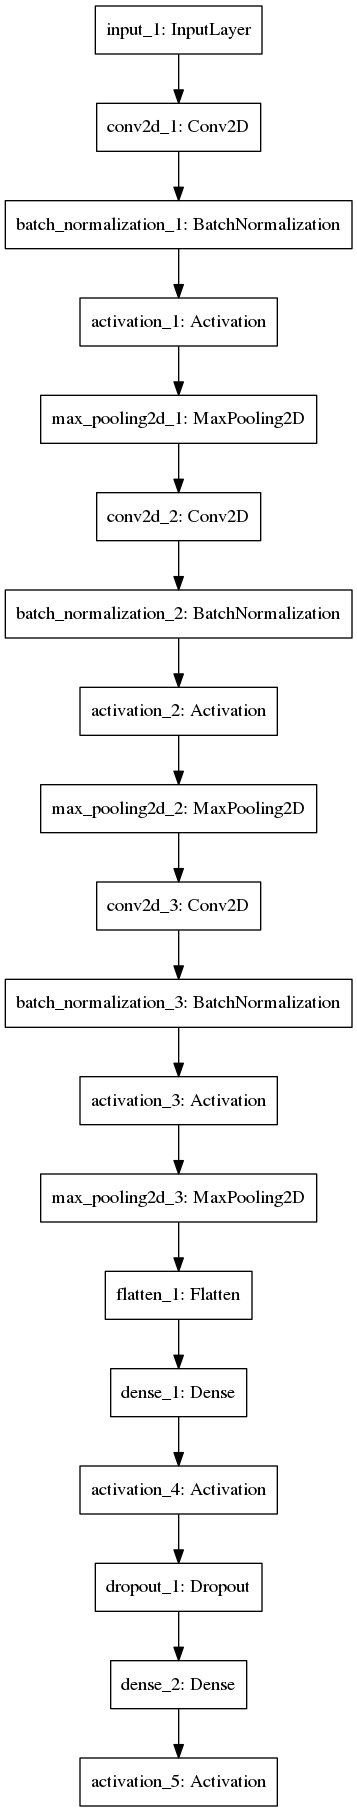 input_1: InputLayer
conv2d_1: Conv2D
batch_normalization_1: BatchNormalization
activation_1: Activation
max_pooling2d_1: MaxPooling2D
conv2d_2: Conv2D
batch_normalization_2: BatchNormalization
activation_2: Activation
max_pooling2d_2: MaxPooling2D
conv2d_3: Conv2D
batch_normalization_3: BatchNormalization
activation_3: Activation
max_pooling2d_3: MaxPooling2D
flatten_1: Flatten
dense_1: Dense
activation_4: Activation
dropout_1: Dropout
dense_2: Dense
activation_5: Activation